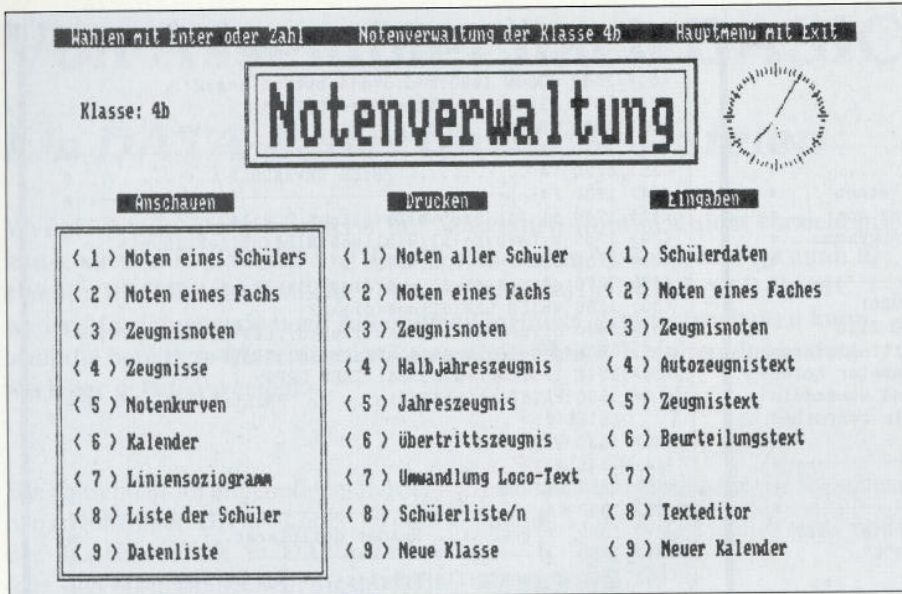 Wählen mit Enter oder Zahl Notenverwaltung der Klasse 4b Hauptmenü mit Exit
Klasse: 4b
Notenverwaltung
Anschauen
< 1 > Noten eines Schülers
< 2 > Noten eines Fachs
< 3 > Zeugnisnoten
< 4 > Zeugnisse
< 5 > Notenkurven
< 6 > Kalender
< 7 > Liniensoziogramm
< 8 > Liste der Schüler
< 9 > Datenliste
Drucken
< 1 > Noten aller Schüler
< 2 > Noten eines Fachs
< 3 > Zeugnisnoten
< 4 > Halbjahreszeugnis
< 5 > Jahreszeugnis
< 6 > übertrittszeugnis
< 7 > Umwandlung Loco-Text
< 8 > Schülerliste/n
< 9 > Neue Klasse
Eingaben
< 1 > Schülerdaten
< 2 > Noten eines Faches
< 3 > Zeugnisnoten
< 4 > Autozeugnistext
< 5 > Zeugnistext
< 6 > Beurteilungstext
< 7 >
< 8 > Texteditor
< 9 > Neuer Kalender